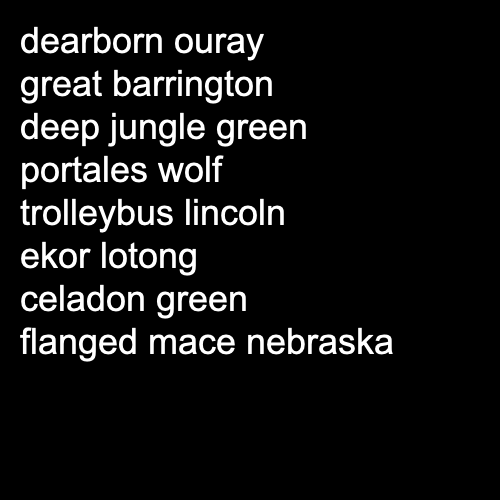 dearborn ouray
great barrington
deep jungle green
portales wolf
trolleybus lincoln
ekor lotong
celadon green
flanged mace nebraska